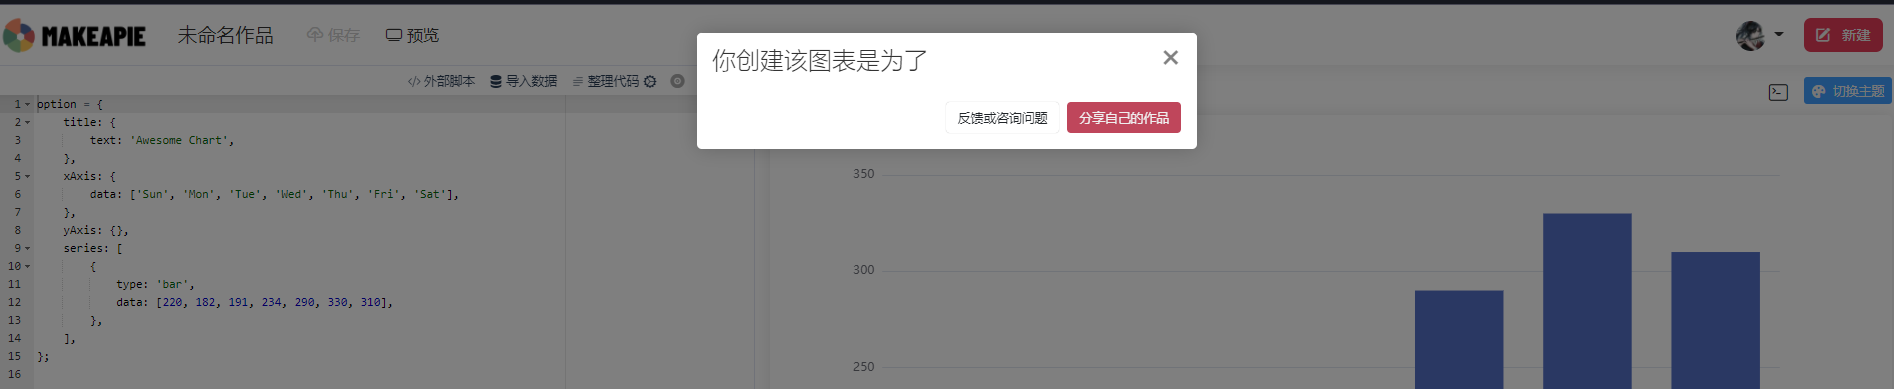 MAKEAPIE 未命名作品 保存 预览 新建
你创建该图表是为了
反馈或咨询问题 分享自己的作品
外部脚本 导入数据 整理代码
切换主题
1 option = {
2 title: {
3 text: 'Awesome Chart',
4 },
5 xAxis: {
6 data: ['Sun', 'Mon', 'Tue', 'Wed', 'Thu', 'Fri', 'Sat'],
7 },
8 yAxis: {},
9 series: [
10 {
11 type: 'bar',
12 data: [220, 182, 191, 234, 290, 330, 310],
13 },
14 ],
15 };
16
350
300
250